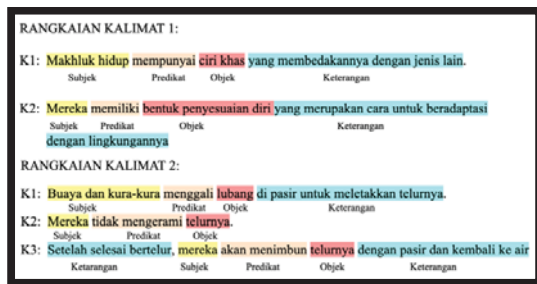 RANGKAIAN KALIMAT 1:
K1: Makhluk hidup mempunyai ciri khas yang membedakannya dengan jenis lain.
Subjek Predikat Objek Keterangan
K2: Mereka memiliki bentuk penyesuaian diri yang merupakan cara untuk beradaptasi
Subjek Predikat Objek Keterangan
dengan lingkungannya
RANGKAIAN KALIMAT 2:
K1: Buaya dan kura-kura menggali lubang di pasir untuk meletakkan telurnya.
Subjek Predikat Objek Keterangan
K2: Mereka tidak mengerami telurnya.
Subjek Predikat Objek
K3: Setelah selesai bertelur, mereka akan menimbun telurnya dengan pasir dan kembali ke air
Ketarangan Subjek Predikat Objek Keterangan